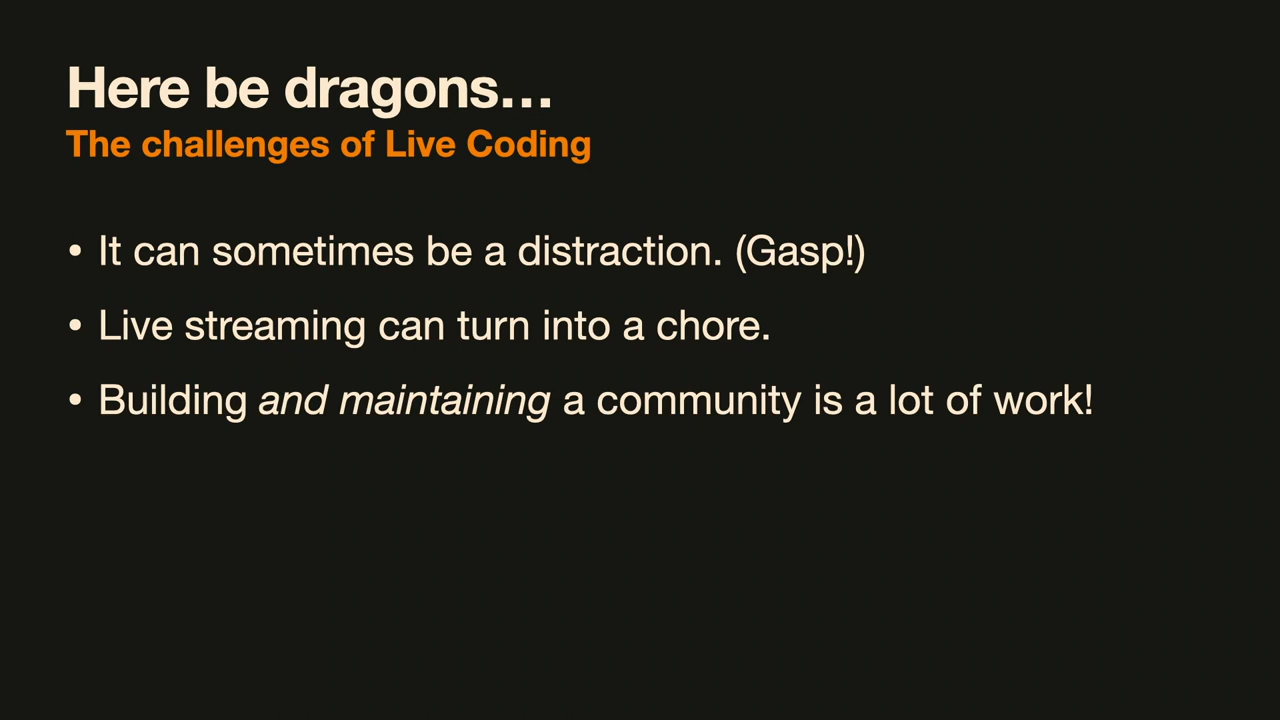 Here be dragons…
The challenges of Live Coding
• It can sometimes be a distraction. (Gasp!)
• Live streaming can turn into a chore.
• Building and maintaining a community is a lot of work!